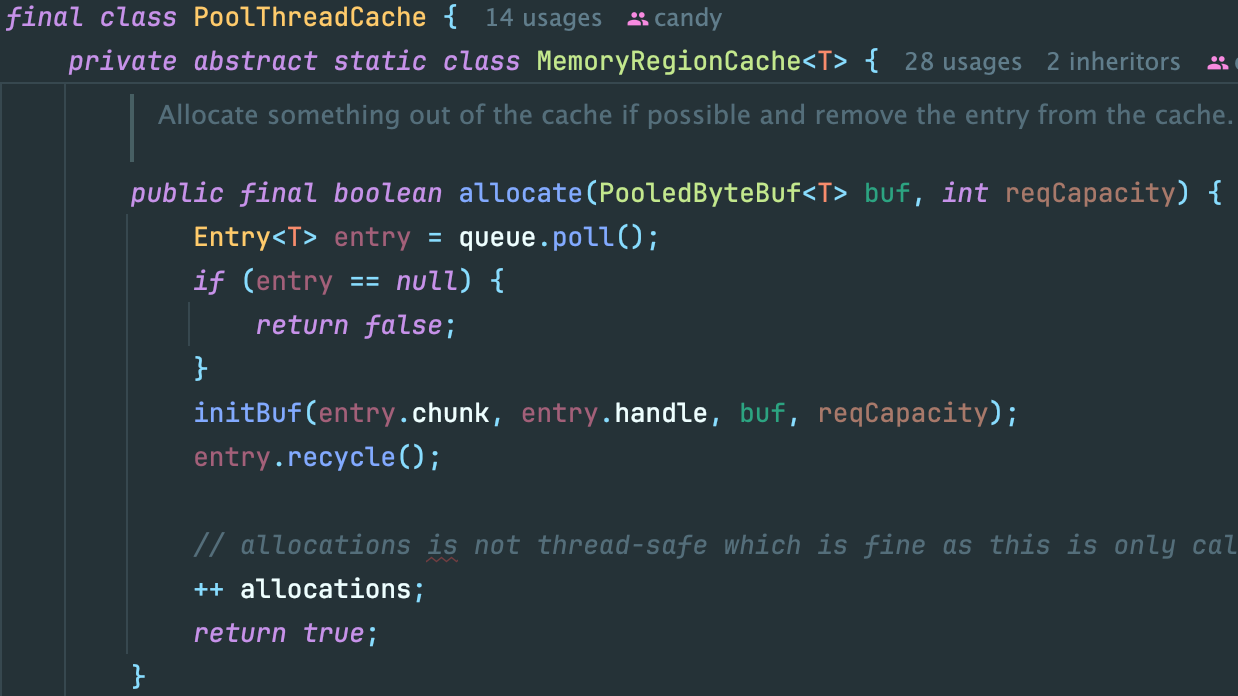 final class PoolThreadCache {  14 usages  candy
    private abstract static class MemoryRegionCache<T> {  28 usages  2 inheritors
        Allocate something out of the cache if possible and remove the entry from the cache.
        public final boolean allocate(PooledByteBuf<T> buf, int reqCapacity) {
            Entry<T> entry = queue.poll();
            if (entry == null) {
                return false;
            }
            initBuf(entry.chunk, entry.handle, buf, reqCapacity);
            entry.recycle();
            // allocations is not thread-safe which is fine as this is only cal
            ++ allocations;
            return true;
        }